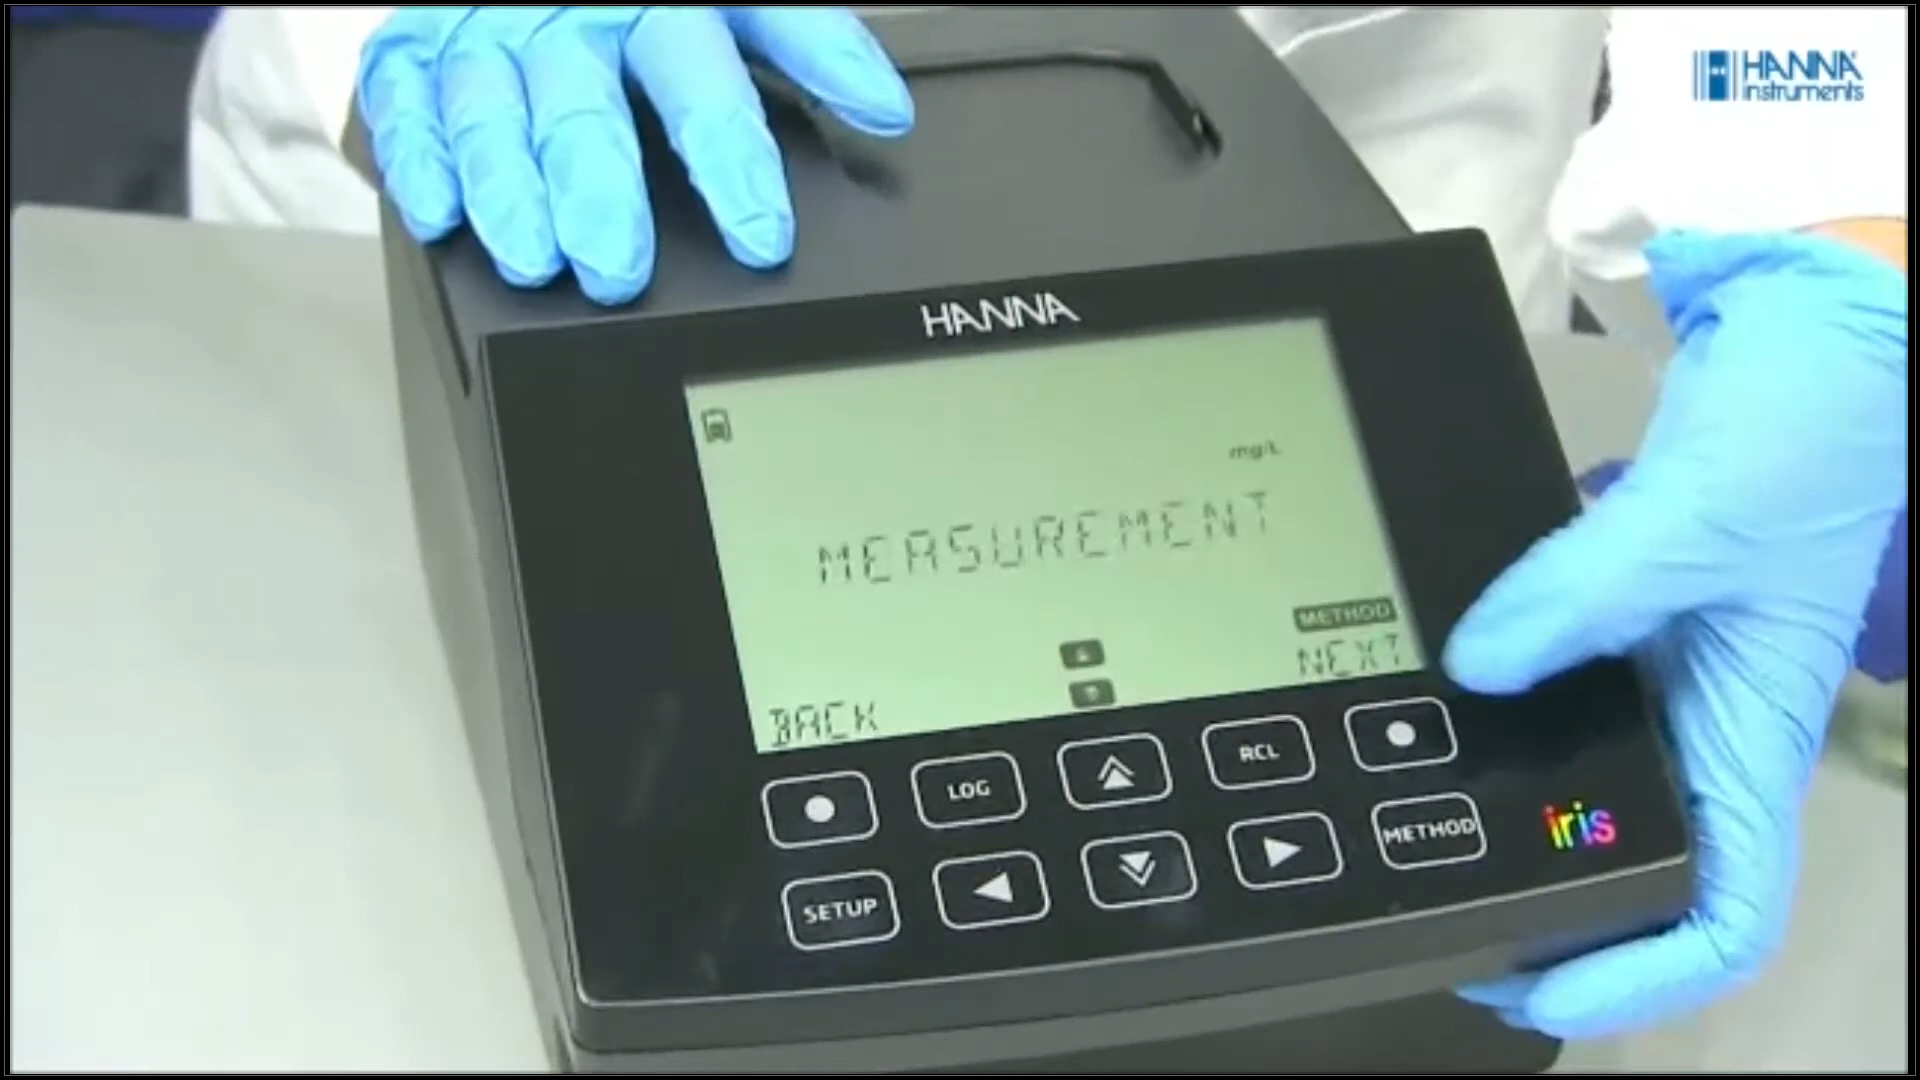 HANNA
instruments
HANNA
mg/L
MEASUREMENT
METHOD
NEXT
BACK
LOG
RCL
SETUP
METHOD
iris